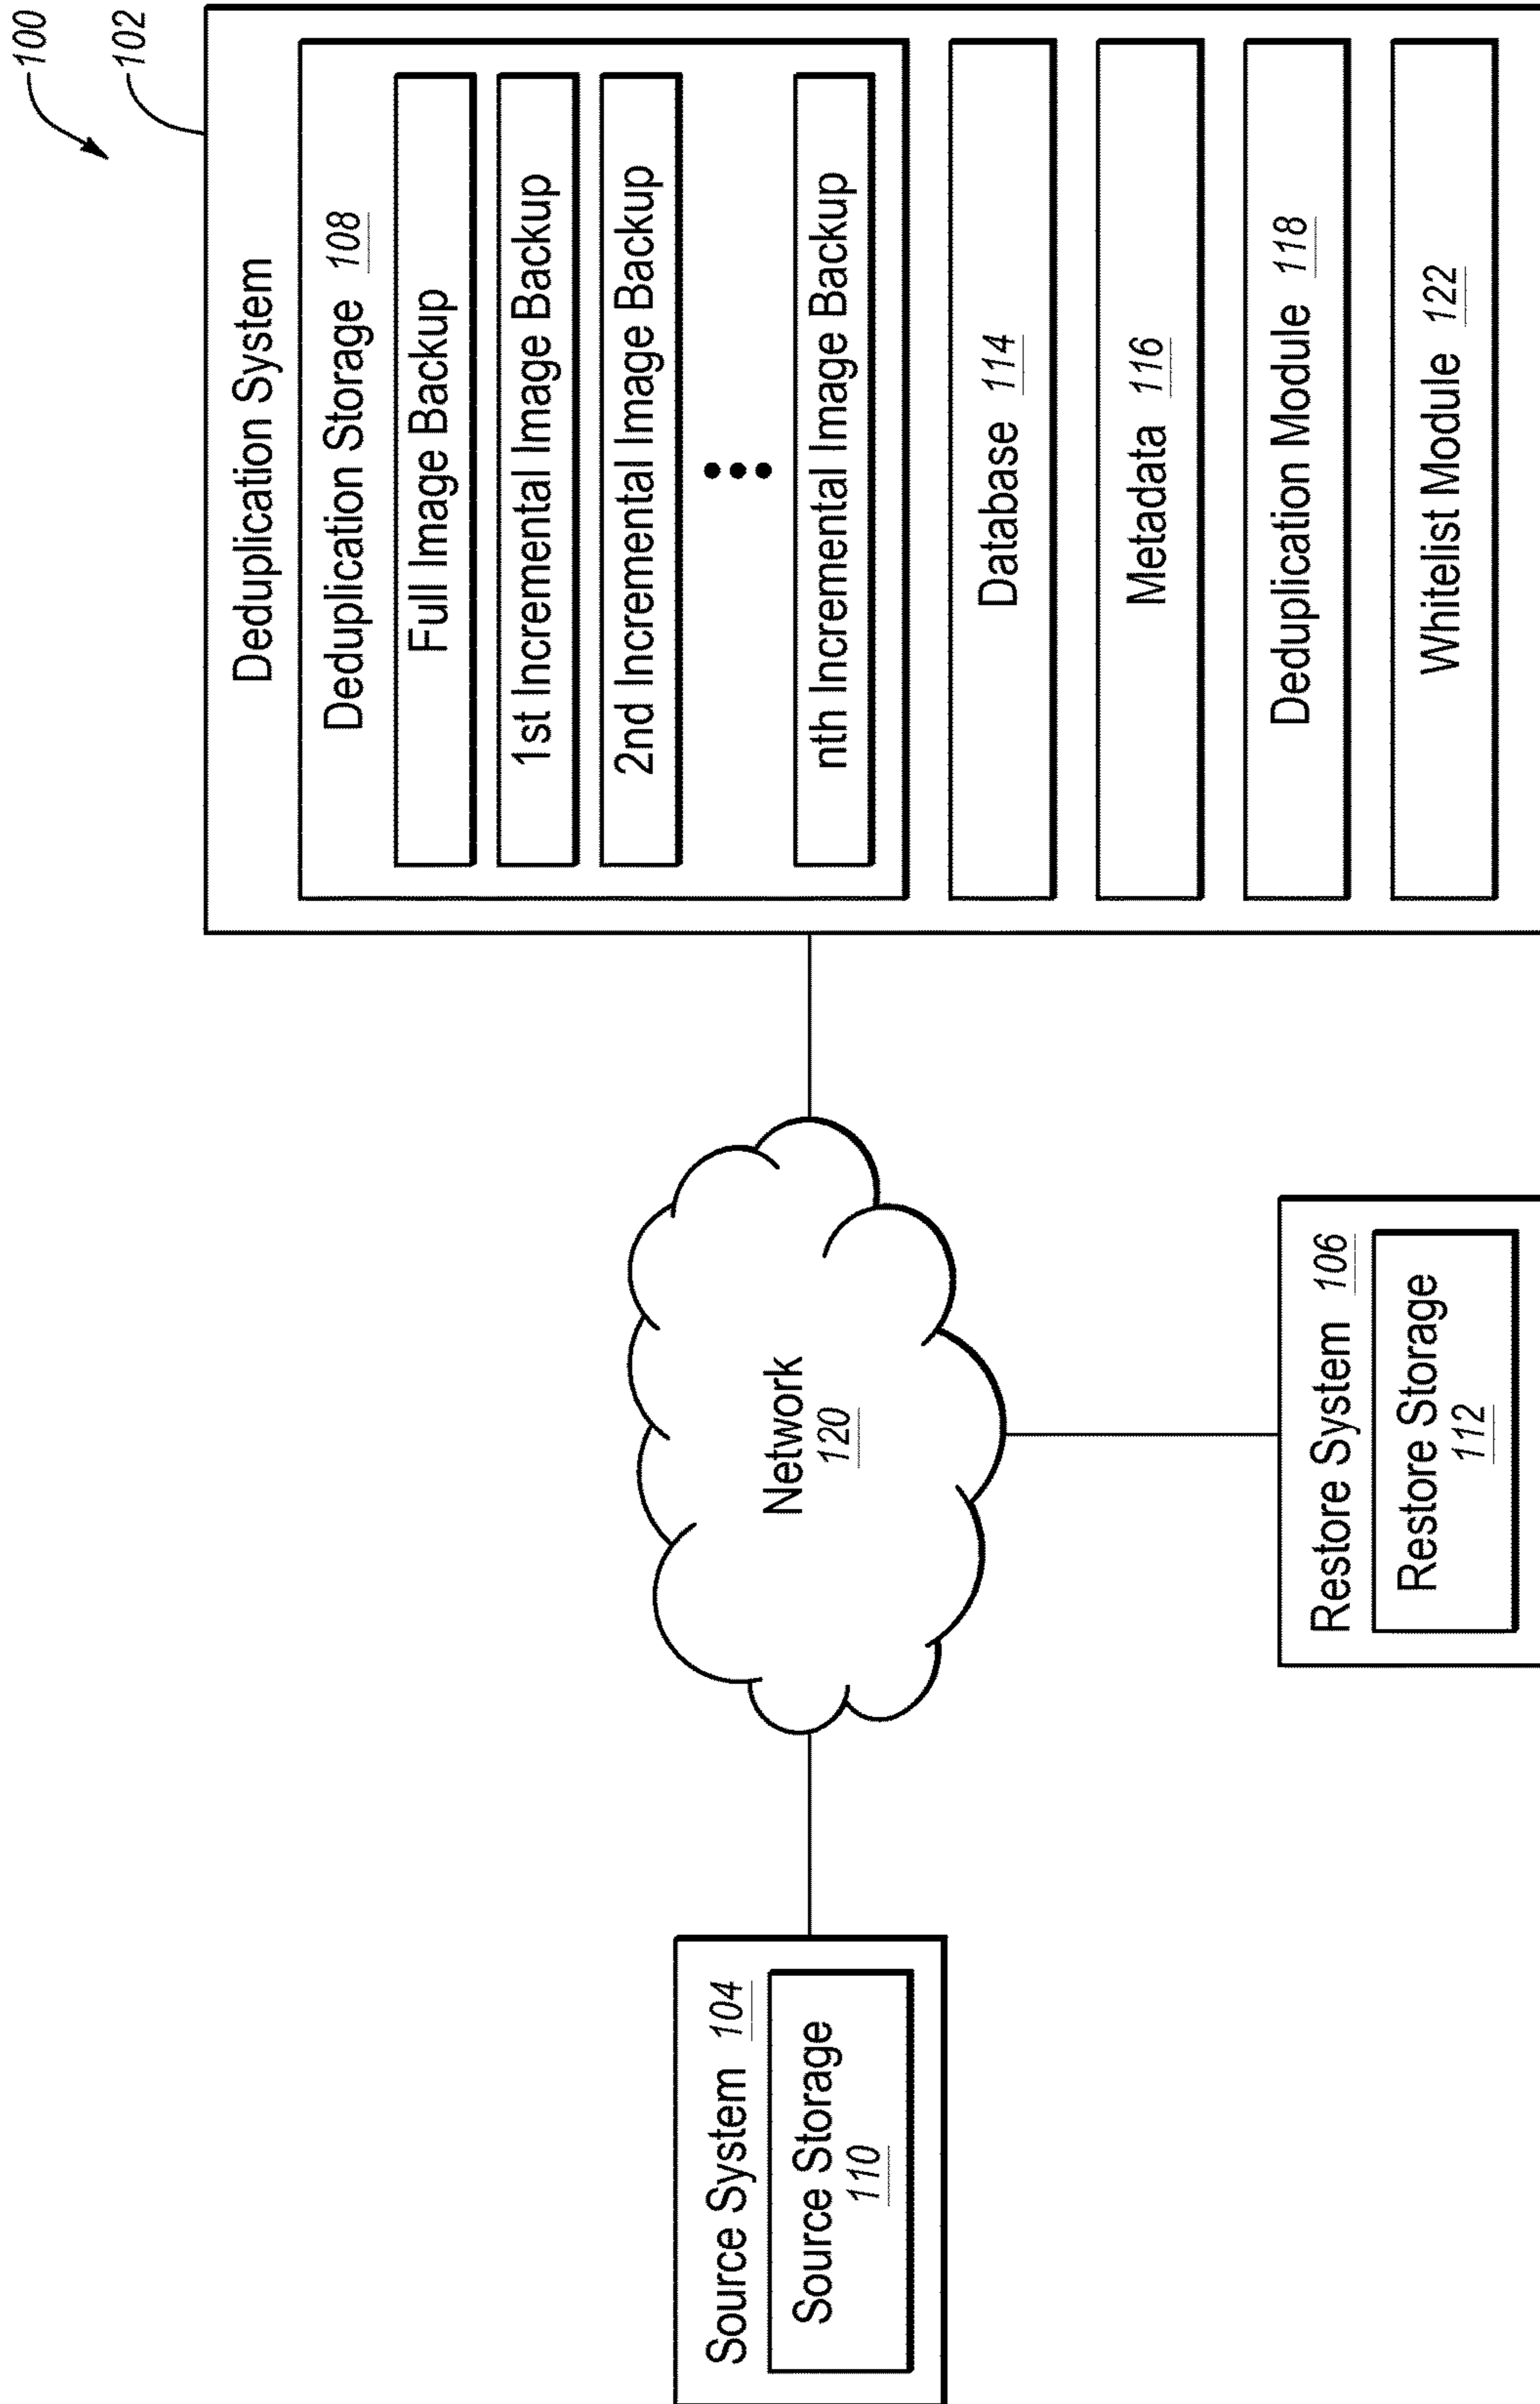 100
102
Deduplication System
Deduplication Storage 108
Full Image Backup
1st Incremental Image Backup
2nd Incremental Image Backup
nth Incremental Image Backup
Database 114
Metadata 116
Deduplication Module 118
Whitelist Module 122
Source System 104
Source Storage
110
Network
120
Restore System 106
Restore Storage
112